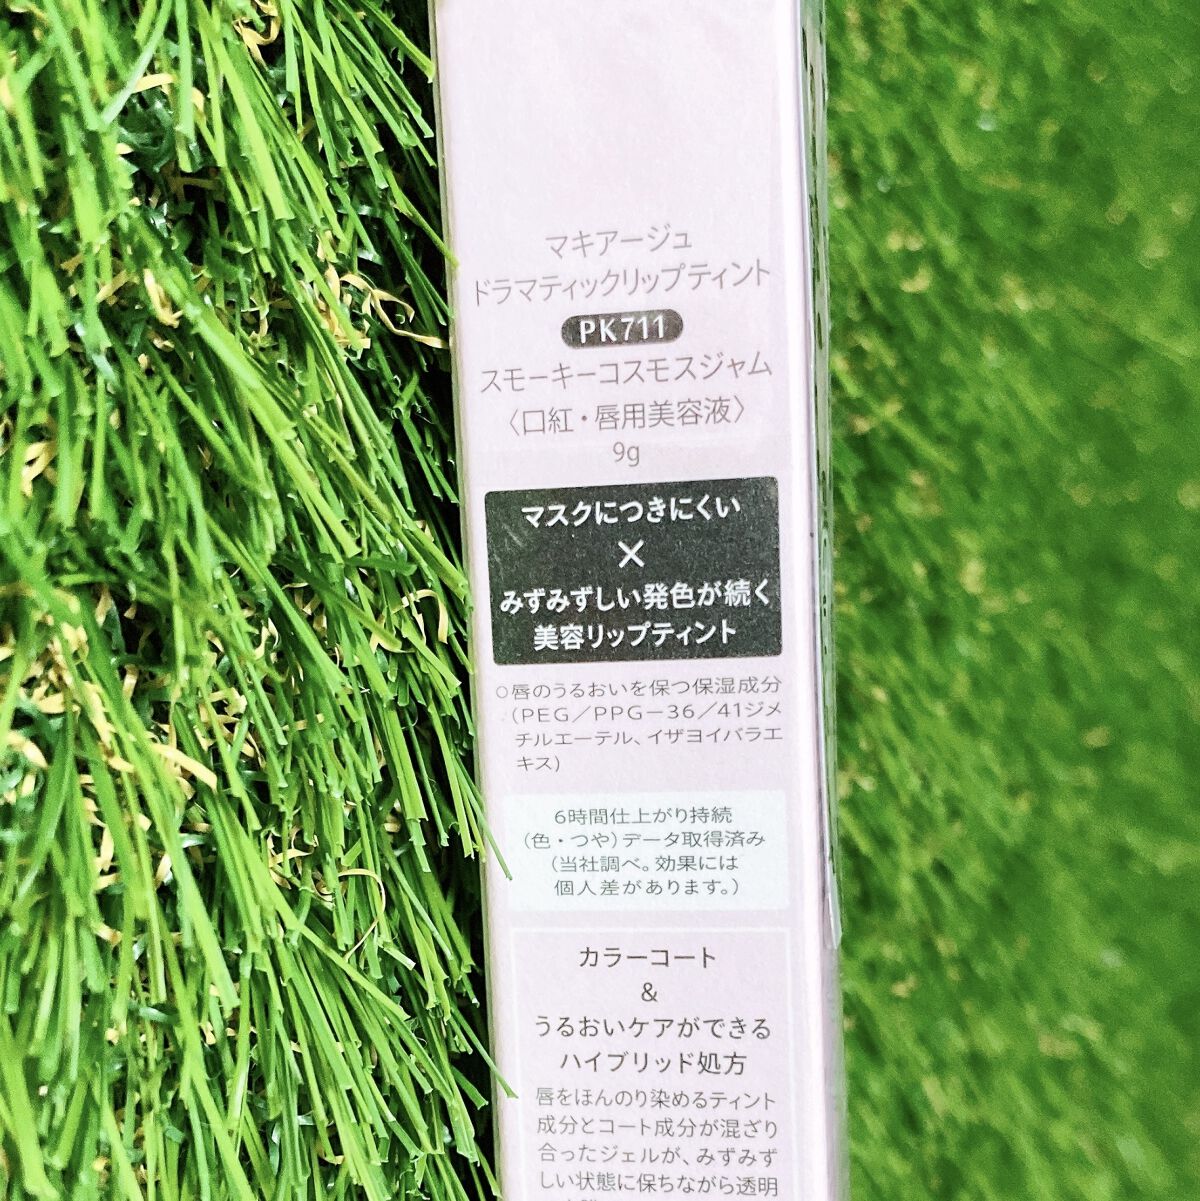 マキアージュ
ドラマティックリップティント
PK711
スモーキーコスモスジャム
〈口紅・唇用美容液〉
9g
マスクにつきにくい
×
みずみずしい発色が続く
美容リップティント
○唇のうるおいを保つ保湿成分
(PEG／PPG－36／41ジメ
チルエーテル、イザヨイバラエ
キス)
6時間仕上がり持続
(色・つや)データ取得済み
(当社調べ。効果には
個人差があります。)
カラーコート
&
うるおいケアができる
ハイブリッド処方
唇をほんのり染めるティント
成分とコート成分が混ざり
合ったジェルが、みずみず
しい状態に保ちながら透明